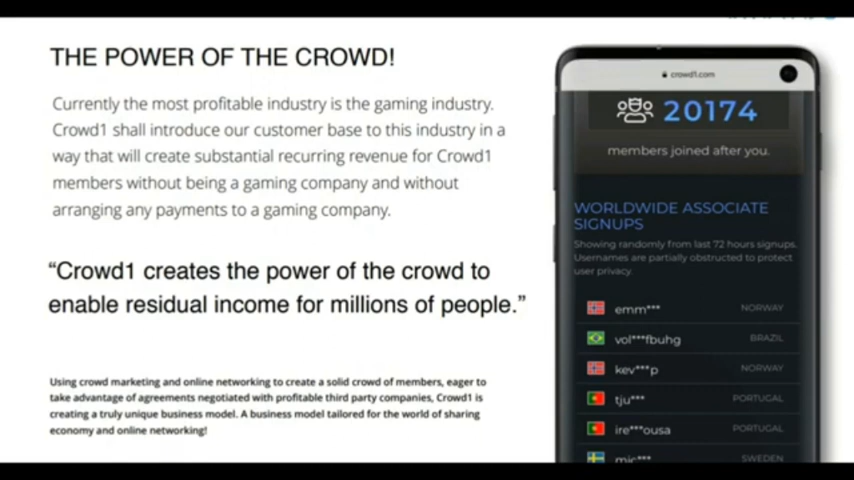 THE POWER OF THE CROWD!
Currently the most profitable industry is the gaming industry.
Crowd1 shall introduce our customer base to this industry in a
way that will create substantial recurring revenue for Crowd1
members without being a gaming company and without
arranging any payments to a gaming company.
“Crowd1 creates the power of the crowd to
enable residual income for millions of people.”
Using crowd marketing and online networking to create a solid crowd of members, eager to
take advantage of agreements negotiated with profitable third party companies, Crowd1 is
creating a truly unique business model. A business model tailored for the world of sharing
economy and online networking!
crowd1.com
20174
members joined after you.
WORLDWIDE ASSOCIATE
SIGNUPS
Showing randomly from last 72 hours signups.
Usernames are partially obstructed to protect
user privacy.
emm*** NORWAY
vol***fbuhg BRAZIL
kev***p NORWAY
tju*** PORTUGAL
ire***ousa PORTUGAL
mic*** SWEDEN